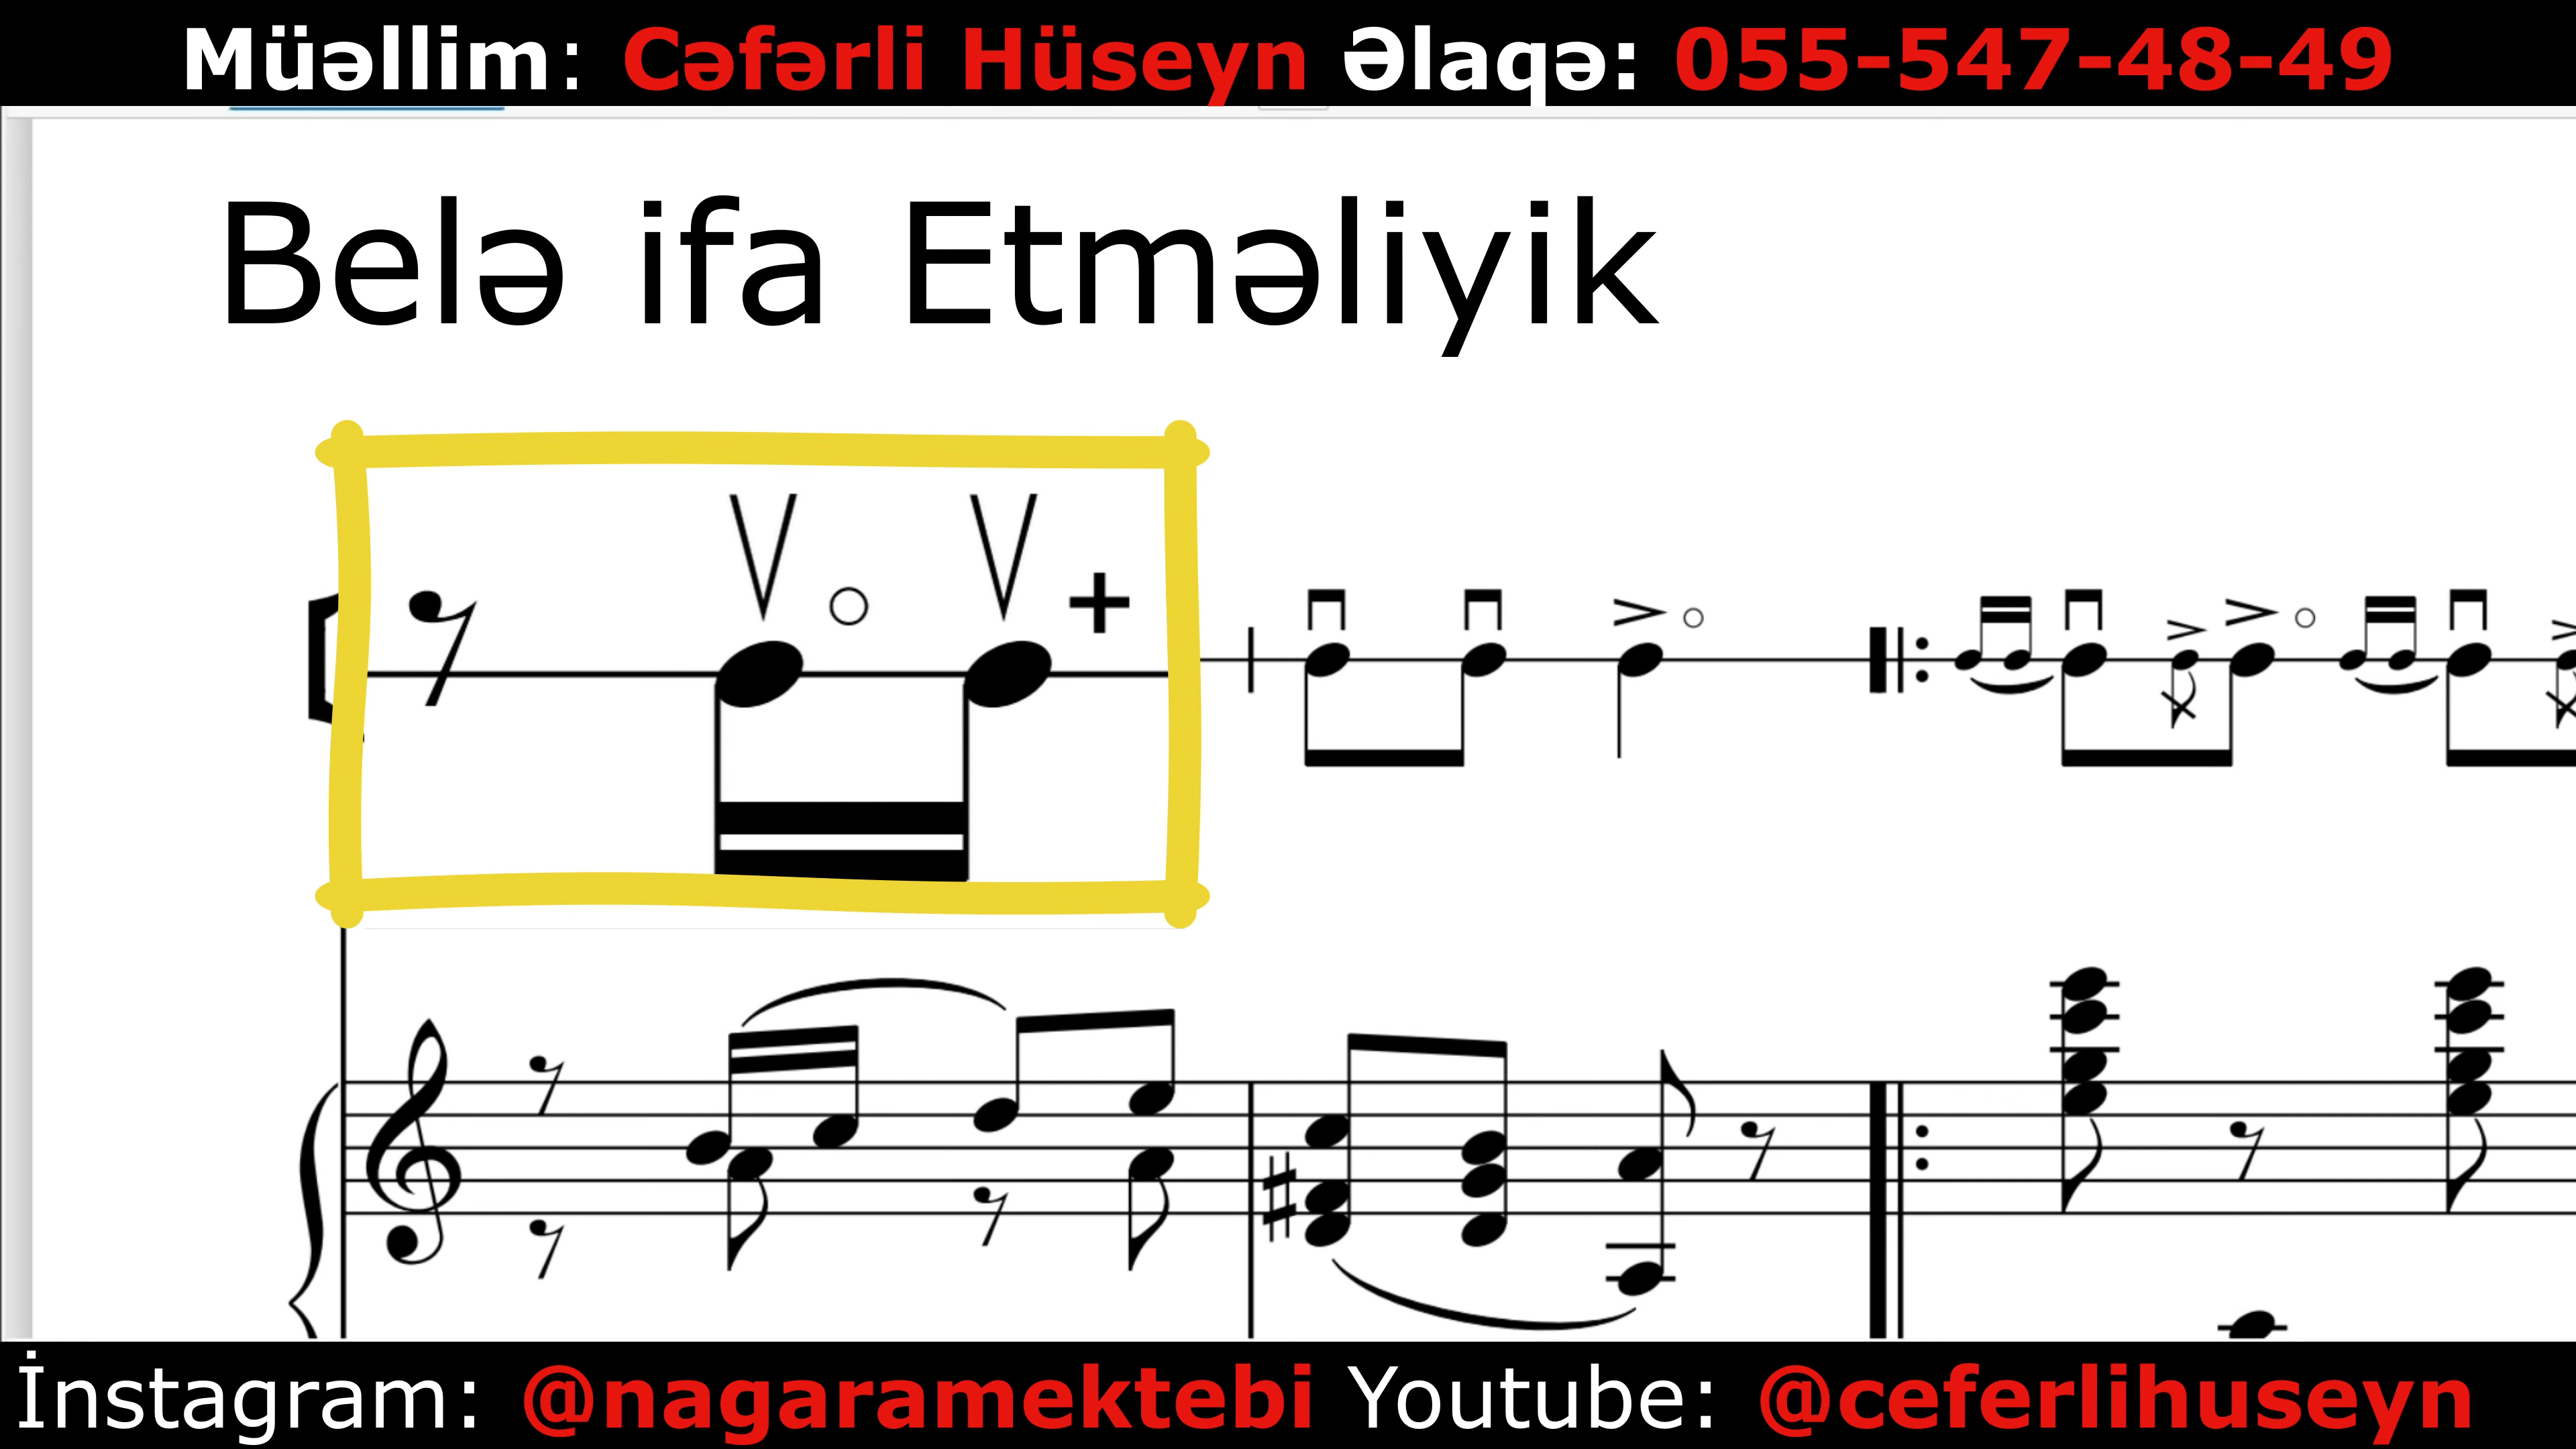 Müəllim: Cəfərli Hüseyn Əlaqə: 055-547-48-49
Belə ifa Etməliyik
İnstagram: @nagaramektebi Youtube: @ceferlihuseyn